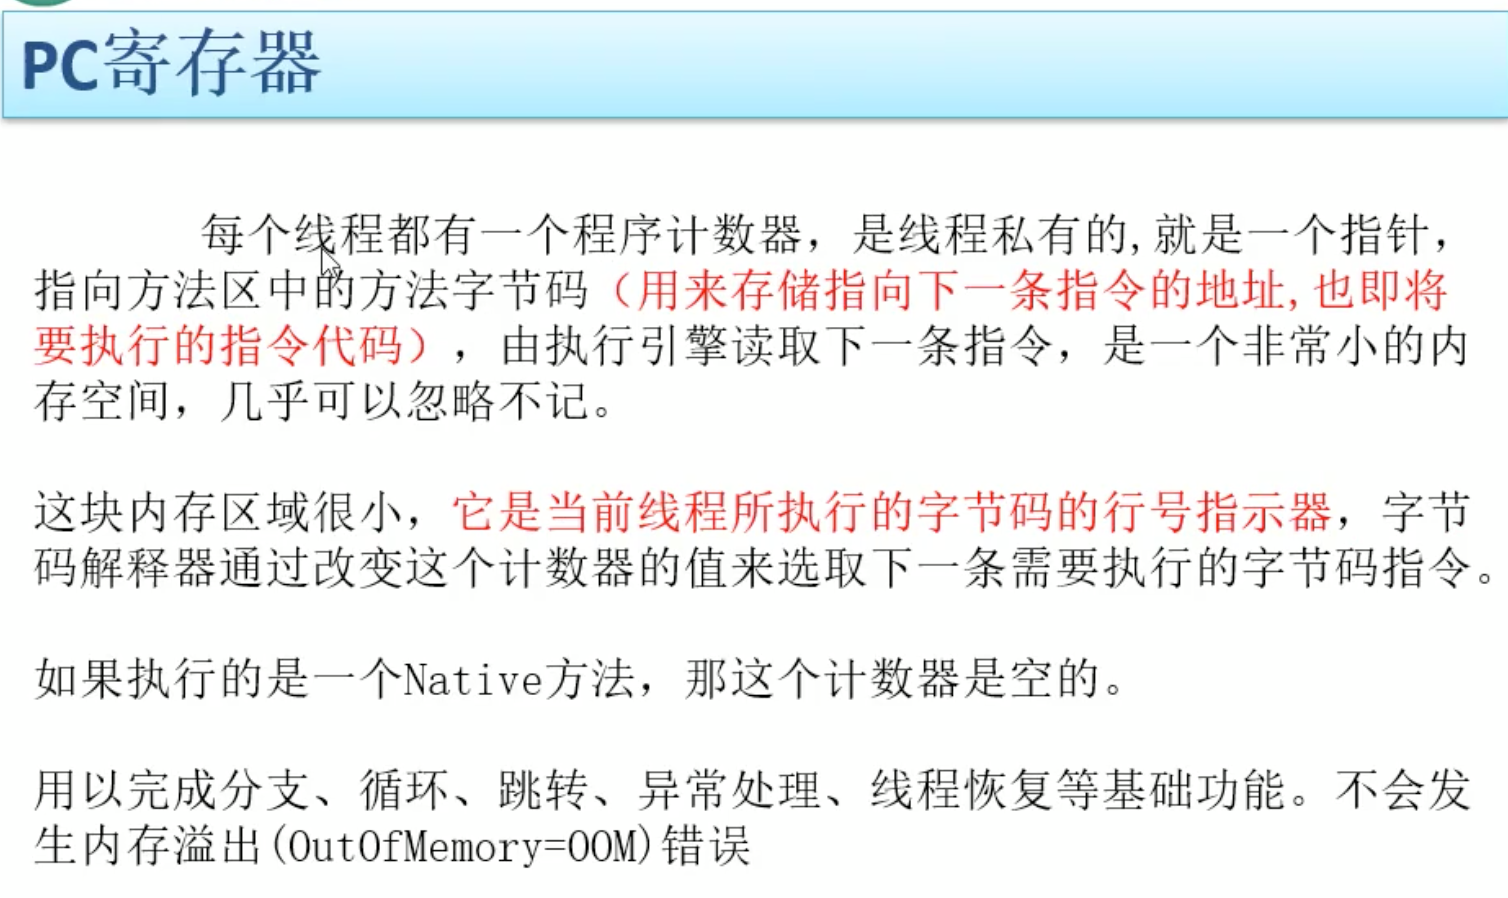 PC寄存器
每个线程都有一个程序计数器，是线程私有的,就是一个指针，
指向方法区中的方法字节码（用来存储指向下一条指令的地址,也即将
要执行的指令代码），由执行引擎读取下一条指令，是一个非常小的内
存空间，几乎可以忽略不记。
这块内存区域很小，它是当前线程所执行的字节码的行号指示器，字节
码解释器通过改变这个计数器的值来选取下一条需要执行的字节码指令。
如果执行的是一个Native方法，那这个计数器是空的。
用以完成分支、循环、跳转、异常处理、线程恢复等基础功能。不会发
生内存溢出(OutOfMemory=OOM)错误